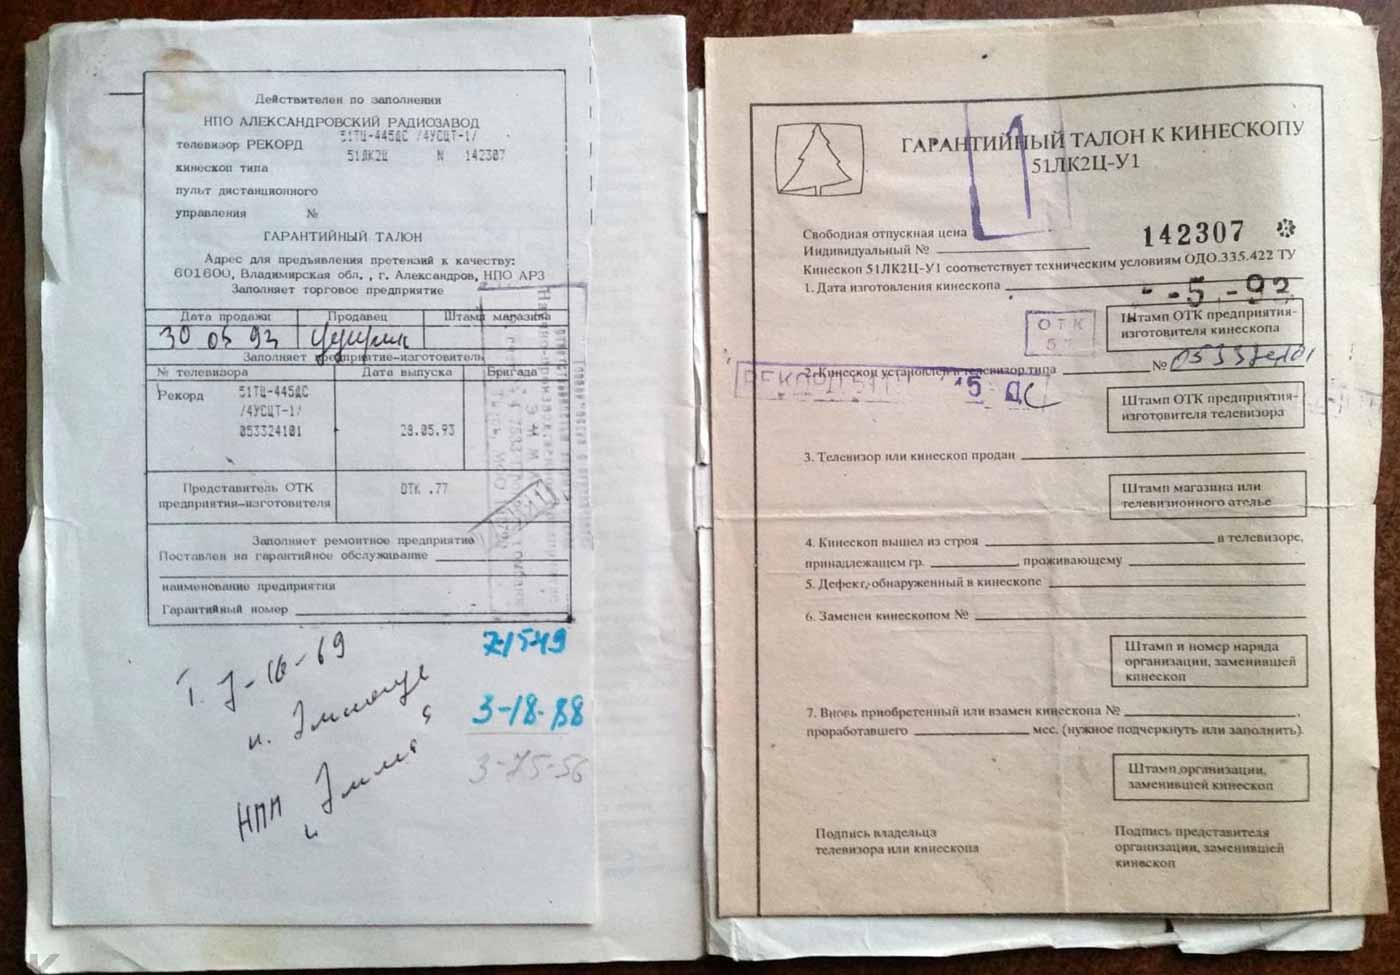 Действителен по заполнения
НПО АЛЕКСАНДРОВСКИЙ РАДИОЗАВОД
телевизор РЕКОРД 51ТЦ-445ДС /4УСЦТ-1/
51ЛК2Ц N 142307
кинескоп типа
пульт дистанционного
управления №
ГАРАНТИЙНЫЙ ТАЛОН
Адрес для предъявления претензий к качеству:
601600, Владимирская обл., г. Александров, НПО АРЗ
Заполняет торговое предприятие
Дата продажи Продавец Штамп магазина
30 05 93
Заполняет предприятие-изготовитель
№ телевизора Дата выпуска Бригада
Рекорд 51ТЦ-445ДС
/4УСЦТ-1/
053324101 28.05.93
Представитель ОТК ОТК .77
предприятия-изготовителя
Заполняет ремонтное предприятие
Поставлен на гарантийное обслуживание
наименование предприятия
Гарантийный номер
7-15-49
3-18-88
3-75-56
НПП
1
ГАРАНТИЙНЫЙ ТАЛОН К КИНЕСКОПУ
51ЛК2Ц-У1
Свободная отпускная цена
Индивидуальный № 142307
Кинескоп 51ЛК2Ц-У1 соответствует техническим условиям ОДО.335.422 ТУ
1. Дата изготовления кинескопа
-5.-93
ОТК
Штамп ОТК предприятия-
изготовителя кинескопа
2. Кинескоп установлен в телевизор типа №
РЕКОРД 51 5 ДС
Штамп ОТК предприятия-
изготовителя телевизора
3. Телевизор или кинескоп продан
Штамп магазина или
телевизионного ателье
4. Кинескоп вышел из строя в телевизоре,
принадлежащем гр. проживающему
5. Дефект, обнаруженный в кинескопе
6. Заменен кинескопом №
Штамп и номер наряда
организации, заменившей
кинескоп
7. Вновь приобретенный или взамен кинескопа № ,
проработавшего мес. (нужное подчеркнуть или заполнить).
Штамп организации,
заменившей кинескоп
Подпись владельца
телевизора или кинескопа
Подпись представителя
организации, заменившей
кинескоп